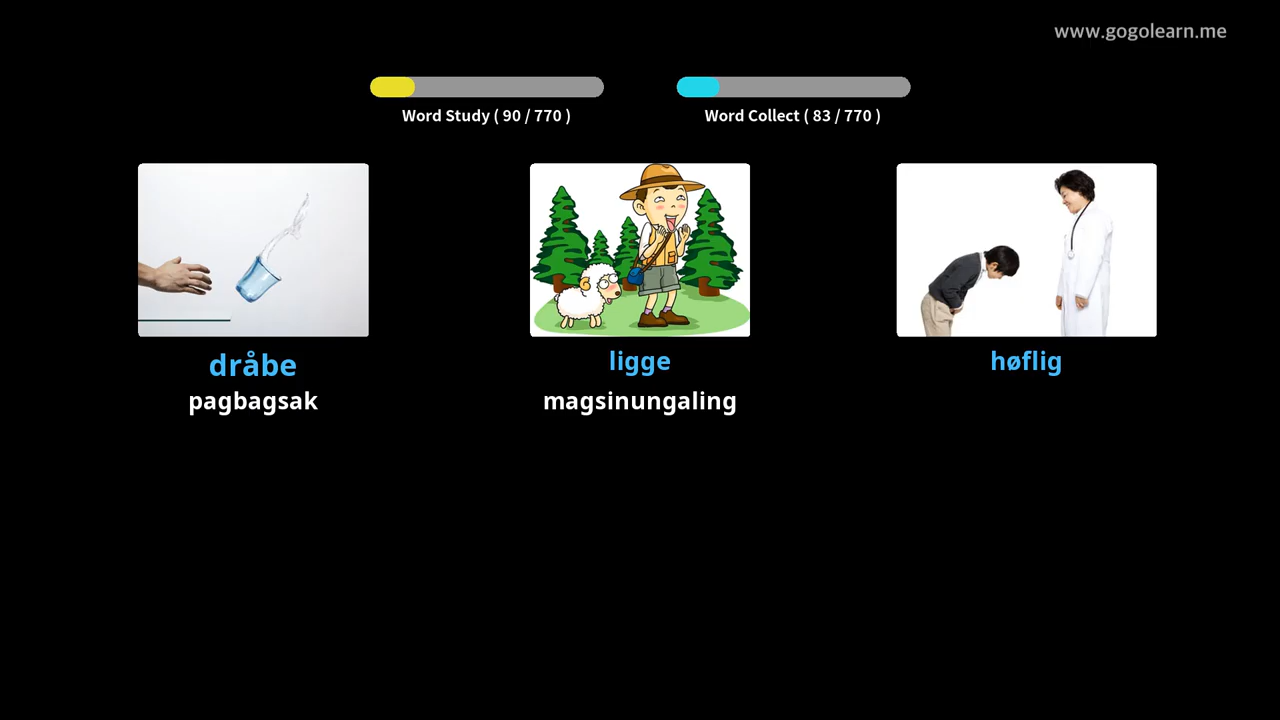 www.gogolearn.me
Word Study ( 90 / 770 )
Word Collect ( 83 / 770 )
dråbe
pagbagsak
ligge
magsinungaling
høflig